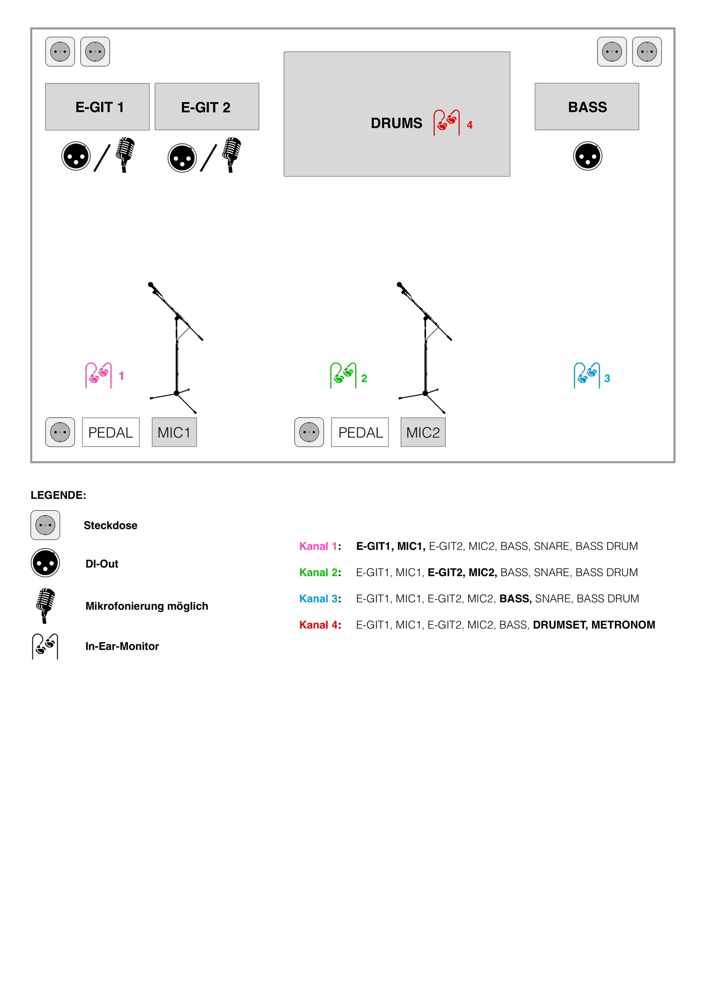 E-GIT 1
E-GIT 2
DRUMS 4
BASS
1
2
3
PEDAL
MIC1
PEDAL
MIC2
LEGENDE:
Steckdose
DI-Out
Mikrofonierung möglich
In-Ear-Monitor
Kanal 1: E-GIT1, MIC1, E-GIT2, MIC2, BASS, SNARE, BASS DRUM
Kanal 2: E-GIT1, MIC1, E-GIT2, MIC2, BASS, SNARE, BASS DRUM
Kanal 3: E-GIT1, MIC1, E-GIT2, MIC2, BASS, SNARE, BASS DRUM
Kanal 4: E-GIT1, MIC1, E-GIT2, MIC2, BASS, DRUMSET, METRONOM